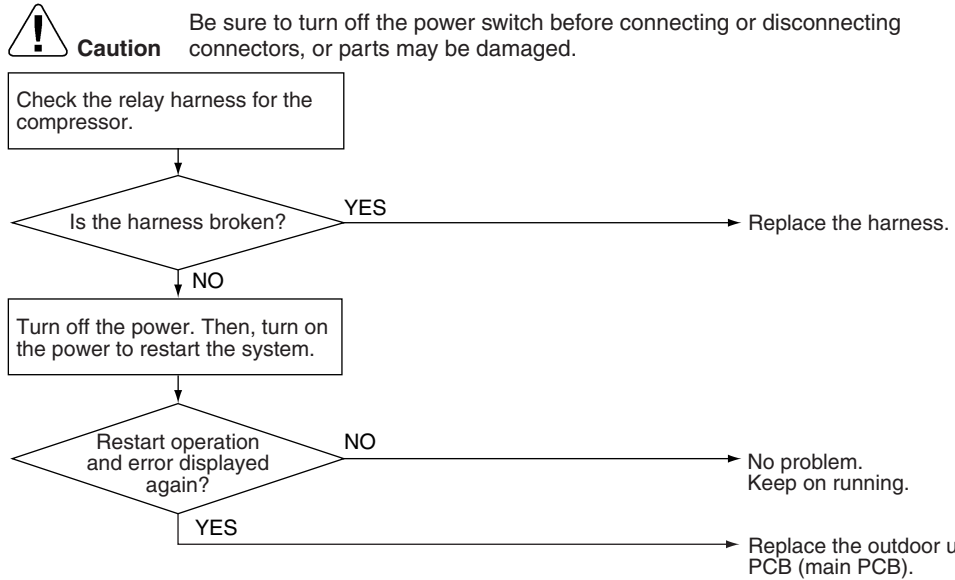 Caution
Be sure to turn off the power switch before connecting or disconnecting
connectors, or parts may be damaged.
Check the relay harness for the
compressor.
Is the harness broken?
YES
Replace the harness.
NO
Turn off the power. Then, turn on
the power to restart the system.
Restart operation
and error displayed
again?
NO
No problem.
Keep on running.
YES
Replace the outdoor
PCB (main PCB).